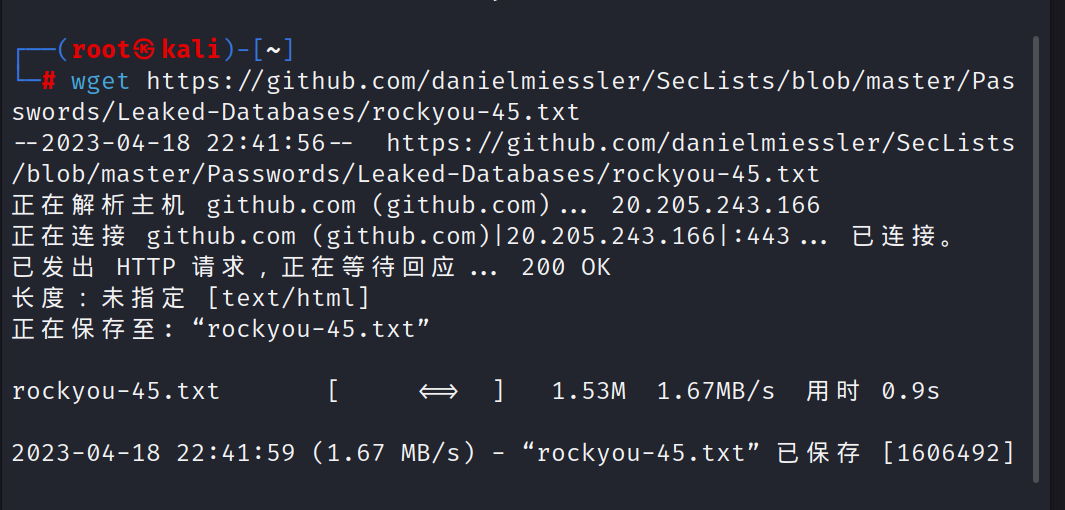 ┌──(root㉿kali)-[~]
└─# wget https://github.com/danielmiessler/SecLists/blob/master/Pas
swords/Leaked-Databases/rockyou-45.txt
--2023-04-18 22:41:56--  https://github.com/danielmiessler/SecLists
/blob/master/Passwords/Leaked-Databases/rockyou-45.txt
正在解析主机 github.com (github.com)... 20.205.243.166
正在连接 github.com (github.com)|20.205.243.166|:443... 已连接。
已发出 HTTP 请求，正在等待回应... 200 OK
长度：未指定 [text/html]
正在保存至: “rockyou-45.txt”
rockyou-45.txt       [     <=>  ]   1.53M  1.67MB/s  用时 0.9s
2023-04-18 22:41:59 (1.67 MB/s) - “rockyou-45.txt” 已保存 [1606492]